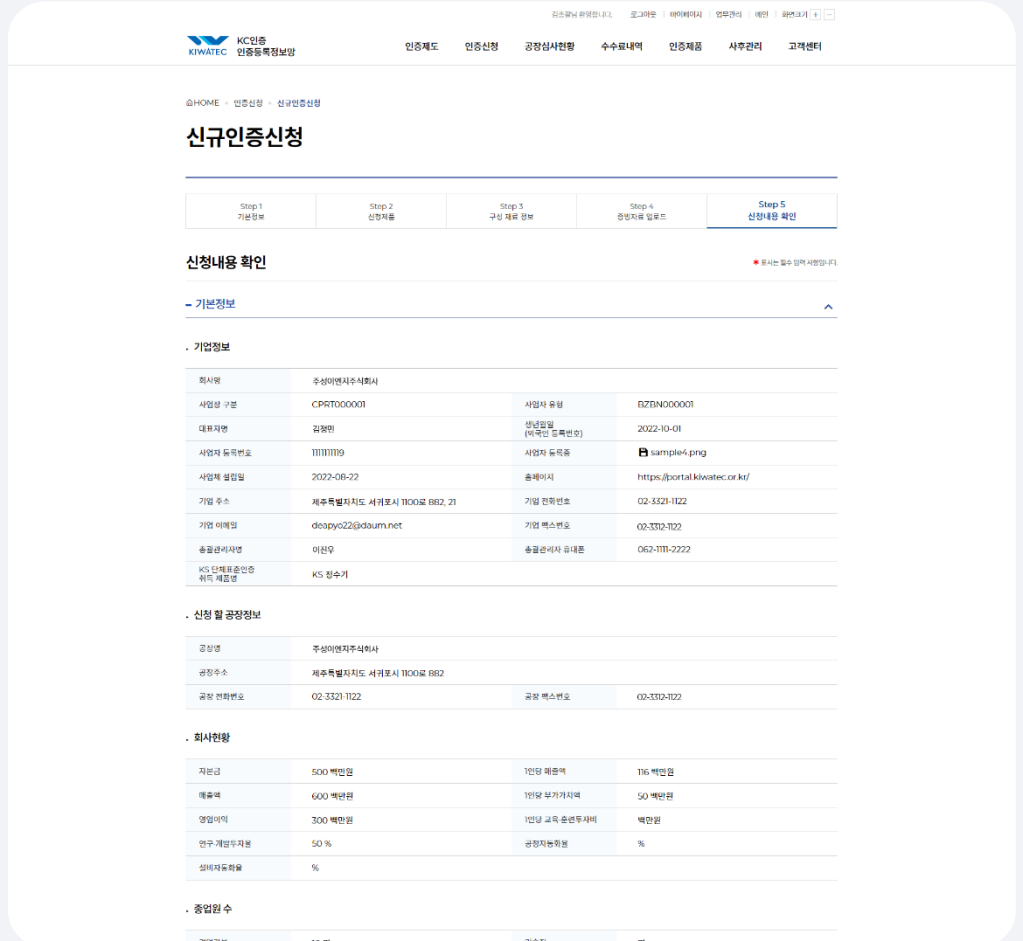 김총괄님 환영합니다. 로그아웃 마이페이지 업무관리 메인 화면크기 + -
KIWATEC KC인증
인증등록정보망
인증제도 인증신청 공장심사현황 수수료내역 인증제품 사후관리 고객센터
HOME 인증신청 신규인증신청
신규인증신청
Step 1 Step 2 Step 3 Step 4 Step 5
기본정보 신청제품 구성 재료 정보 증빙자료 업로드 신청내용 확인
신청내용 확인 * 표시는 필수 입력 사항입니다.
기본정보
기업정보
회사명 주성이엔지주식회사
사업장 구분 CPRT000001 사업자 유형 BZBN000001
대표자명 김정민 생년월일
(외국인 등록번호) 2022-10-01
사업자 등록번호 1111111119 사업자 등록증 sample4.png
사업체 설립일 2022-08-22 홈페이지 https://portal.kiwatec.or.kr/
기업 주소 제주특별자치도 서귀포시 1100로 882, 21 기업 전화번호 02-3321-1122
기업 이메일 deapyo22@daum.net 기업 팩스번호 02-3312-1122
총괄관리자명 이진우 총괄관리자 휴대폰 062-1111-2222
KS 단체표준인증
취득 제품명 KS 정수기
신청 할 공장정보
공장명 주성이엔지주식회사
공장주소 제주특별자치도 서귀포시 1100로 882
공장 전화번호 02-3321-1122 공장 팩스번호 02-3312-1122
회사현황
자본금 500 백만원 1인당 매출액 116 백만원
매출액 600 백만원 1인당 부가가치액 50 백만원
영업이익 300 백만원 1인당 교육·훈련투자비 백만원
연구·개발투자율 50 % 공정자동화율 %
설비자동화율 %
종업원 수